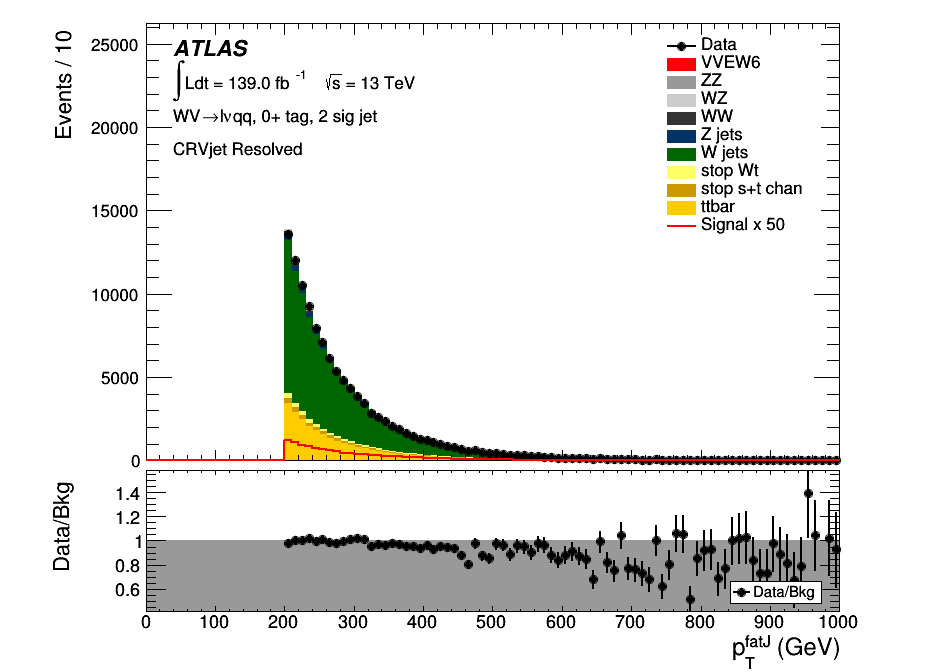 Events / 10
25000
20000
15000
10000
5000
0
ATLAS
∫Ldt = 139.0 fb⁻¹ √s = 13 TeV
WV→lνqq, 0+ tag, 2 sig jet
CRVjet Resolved
Data
VVEW6
ZZ
WZ
WW
Z jets
W jets
stop Wt
stop s+t chan
ttbar
Signal x 50
Data/Bkg
1.4
1.2
1
0.8
0.6
Data/Bkg
0 100 200 300 400 500 600 700 800 900 1000
p_T^fatJ (GeV)